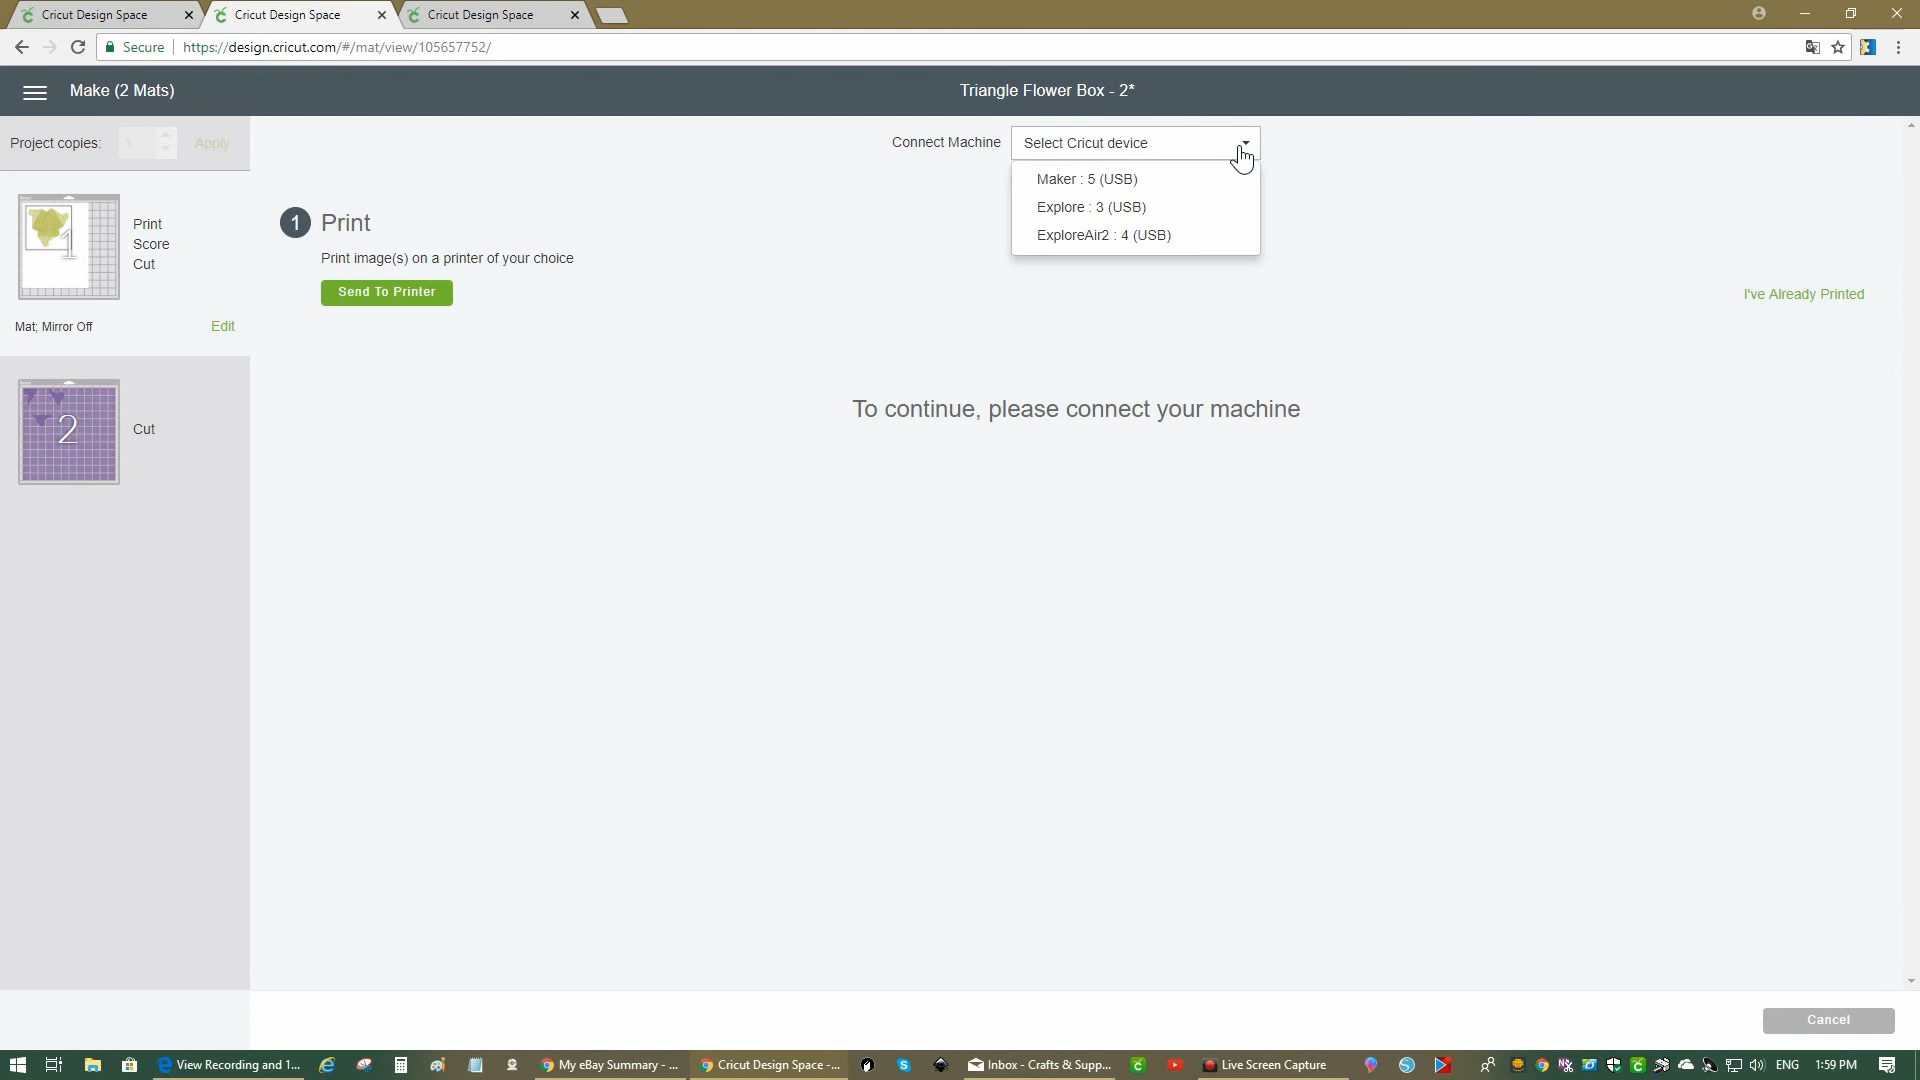 Cricut Design Space
Cricut Design Space
Cricut Design Space
Secure
https://design.cricut.com/#/mat/view/105657752/
Make (2 Mats)
Triangle Flower Box - 2*
Project copies:
1
Apply
Connect Machine
Select Cricut device
Maker : 5 (USB)
Explore : 3 (USB)
ExploreAir2 : 4 (USB)
1
Print
Score
Cut
Mat; Mirror Off
Edit
2
Cut
1
Print
Print image(s) on a printer of your choice
Send To Printer
I've Already Printed
To continue, please connect your machine
Cancel
View Recording and 1...
My eBay Summary - ...
Cricut Design Space -...
Inbox - Crafts & Supp...
Live Screen Capture
ENG
1:59 PM